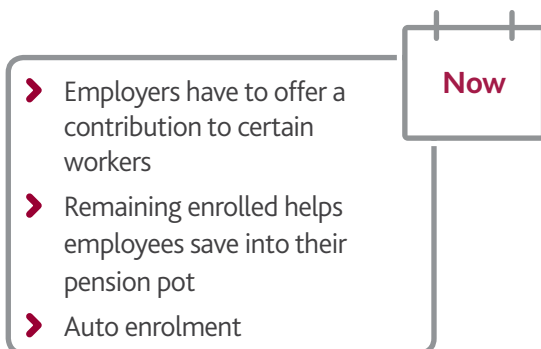 Now
Employers have to offer a
contribution to certain
workers
Remaining enrolled helps
employees save into their
pension pot
Auto enrolment